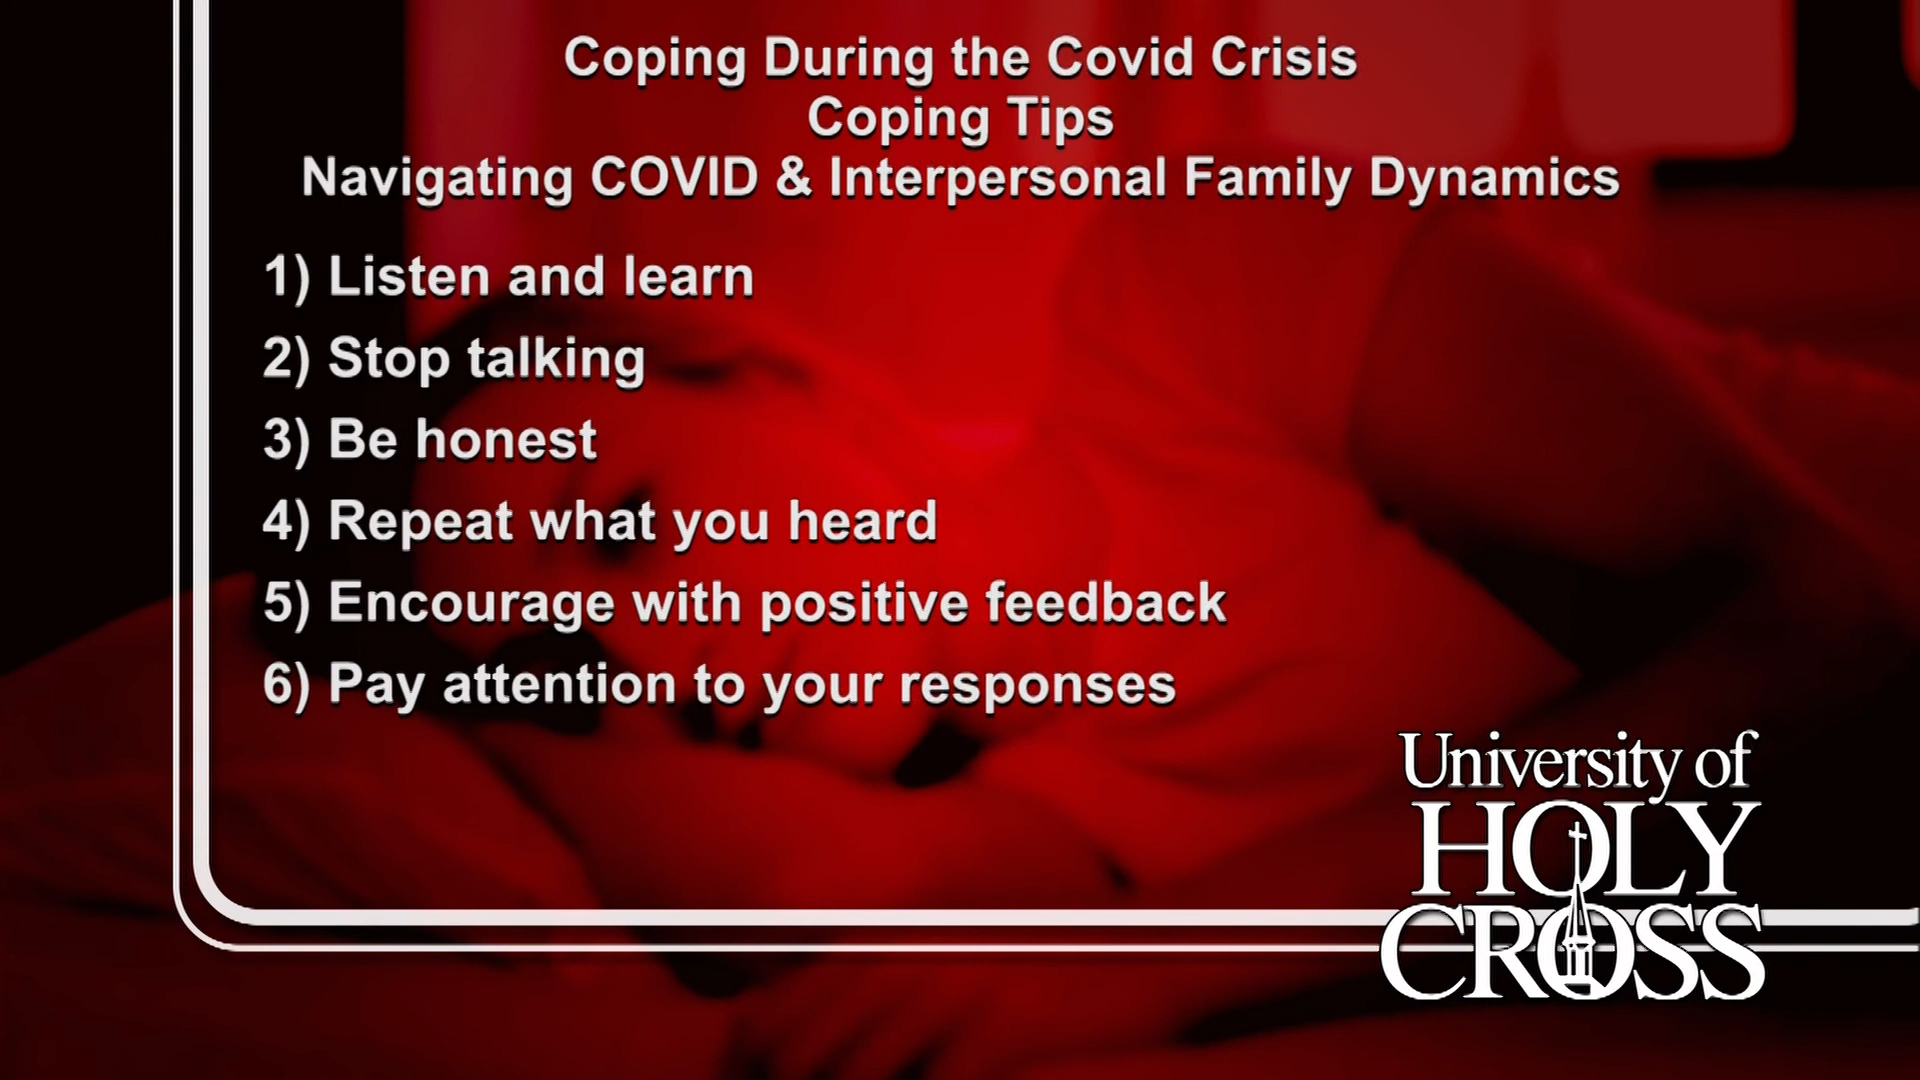 Coping During the Covid Crisis
Coping Tips
Navigating COVID & Interpersonal Family Dynamics
1) Listen and learn
2) Stop talking
3) Be honest
4) Repeat what you heard
5) Encourage with positive feedback
6) Pay attention to your responses
University of
HOLY
CROSS